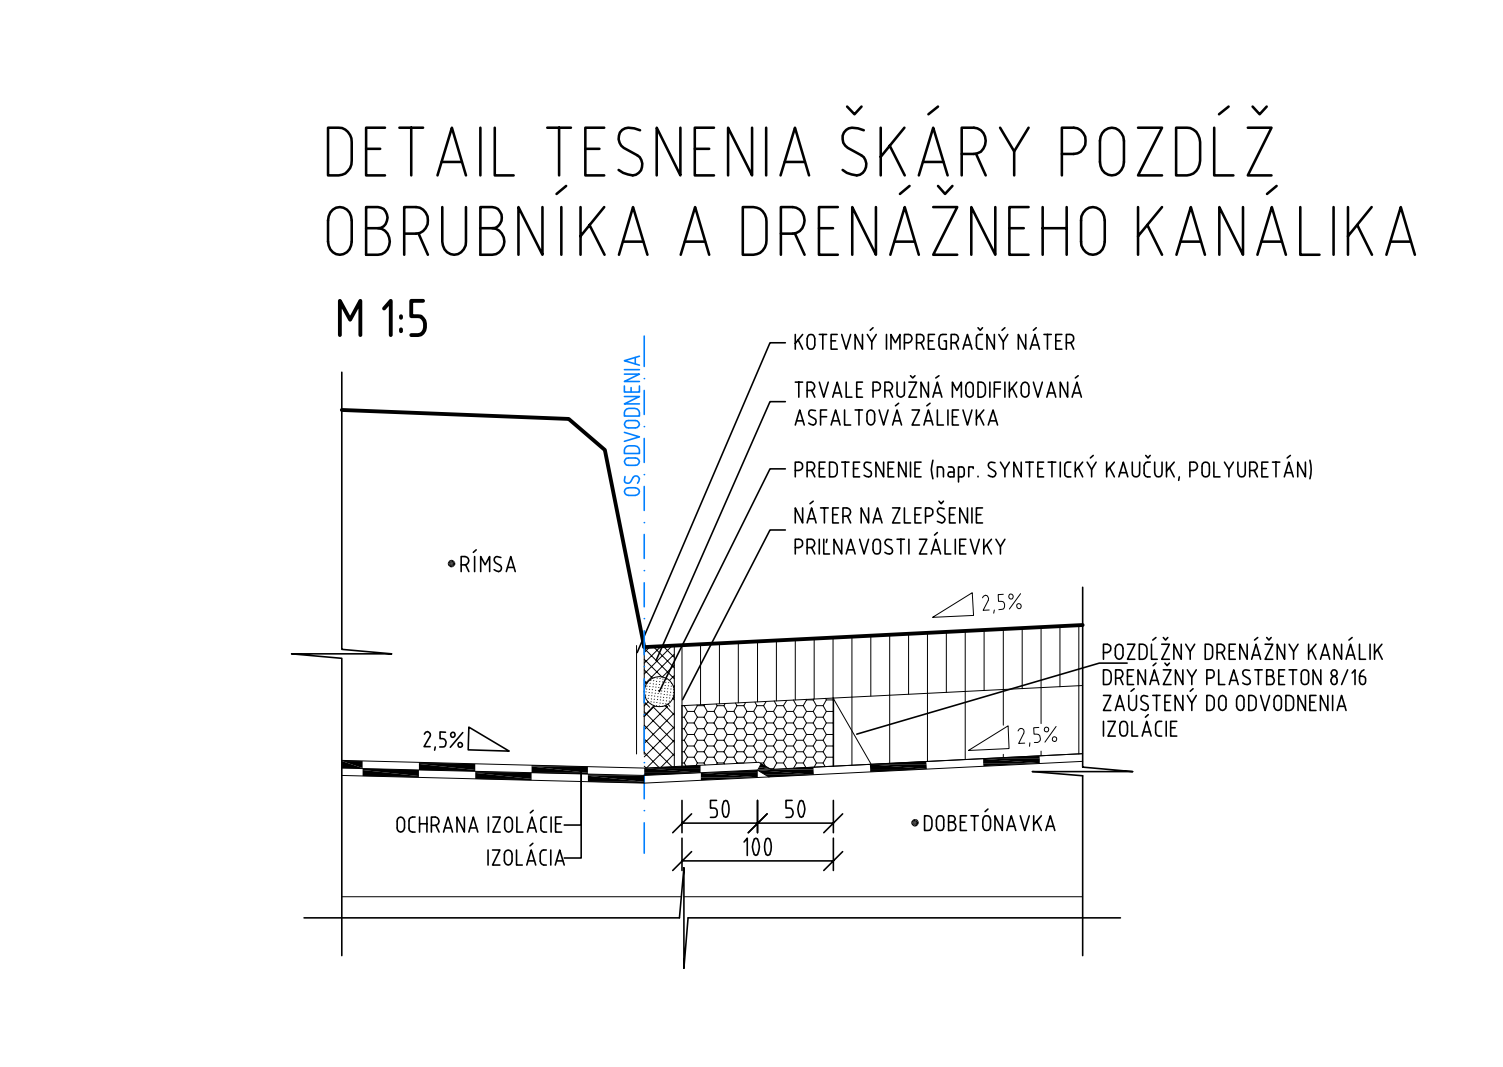 DETAIL TESNENIA ŠKÁRY POZDĹŽ
OBRUBNÍKA A DRENÁŽNEHO KANÁLIKA
M 1:5
OS ODVODNENIA
KOTEVNÝ IMPREGRAČNÝ NÁTER
TRVALE PRUŽNÁ MODIFIKOVANÁ
ASFALTOVÁ ZÁLIEVKA
PREDTESNENIE (napr. SYNTETICKÝ KAUČUK, POLYURETÁN)
NÁTER NA ZLEPŠENIE
PRIĽNAVOSTI ZÁLIEVKY
RÍMSA
2,5%
POZDĹŽNY DRENÁŽNY KANÁLIK
DRENÁŽNY PLASTBETON 8/16
ZAÚSTENÝ DO ODVODNENIA
IZOLÁCIE
2,5%
2,5%
OCHRANA IZOLÁCIE
IZOLÁCIA
50
50
100
DOBETÓNAVKA